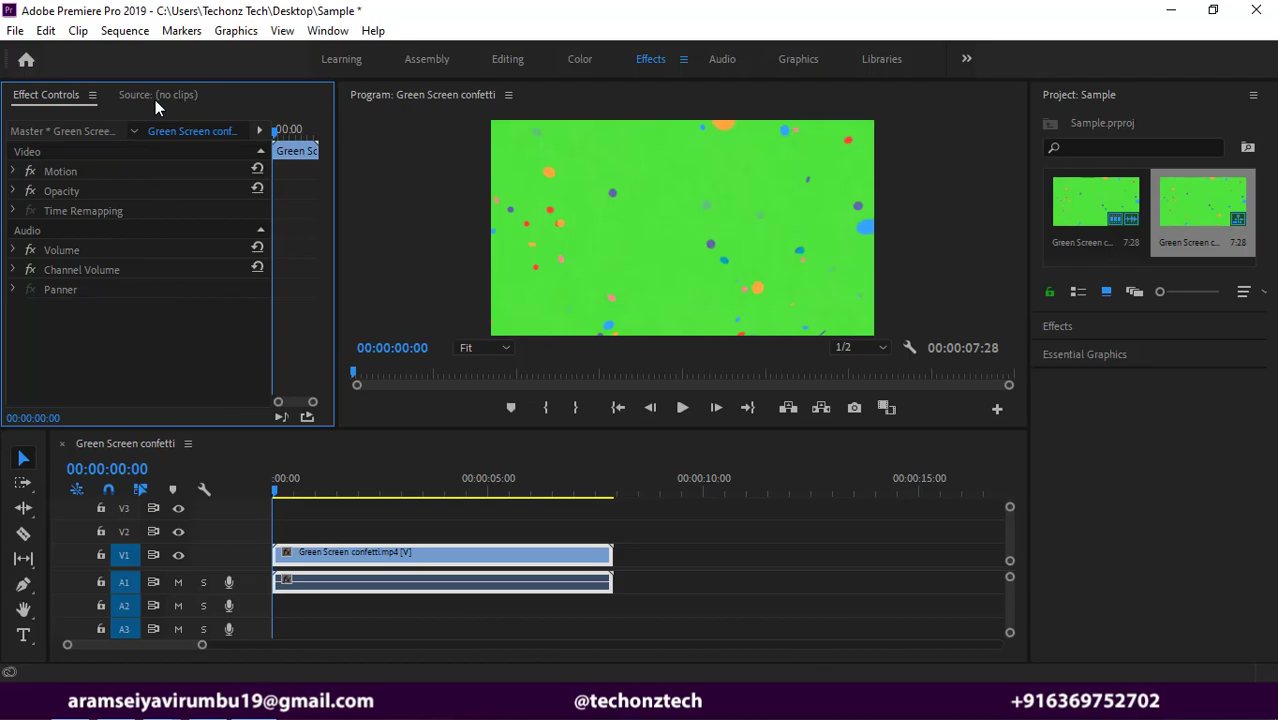 Adobe Premiere Pro 2019 - C:\Users\Techonz Tech\Desktop\Sample *
File Edit Clip Sequence Markers Graphics View Window Help
Learning Assembly Editing Color Effects Audio Graphics Libraries
Effect Controls Source: (no clips)
Program: Green Screen confetti
Project: Sample
Master * Green Scree... Green Screen conf... :00:00
Sample.prproj
Video Green Sc
Motion
Opacity
Time Remapping
Audio
Volume
Channel Volume
Panner
Green Screen c... 7:28 Green Screen c... 7:28
Effects
Essential Graphics
00:00:00:00 Fit 1/2 00:00:07:28
00:00:00:00
Green Screen confetti
00:00:00:00
:00:00 00:00:05:00 00:00:10:00 00:00:15:00
V3
V2
V1 Green Screen confetti.mp4 [V]
A1 M S
A2 M S
A3 M S
aramseiyavirumbu19@gmail.com @techonztech +916369752702